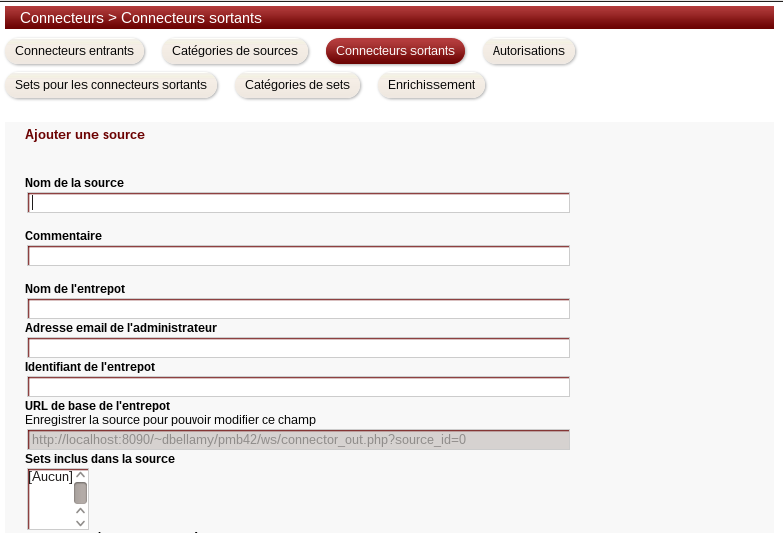 Connecteurs > Connecteurs sortants
Connecteurs entrants Catégories de sources Connecteurs sortants Autorisations
Sets pour les connecteurs sortants Catégories de sets Enrichissement
Ajouter une source
Nom de la source
Commentaire
Nom de l'entrepot
Adresse email de l'administrateur
Identifiant de l'entrepot
URL de base de l'entrepot
Enregistrer la source pour pouvoir modifier ce champ
http://localhost:8090/~dbellamy/pmb42/ws/connector_out.php?source_id=0
Sets inclus dans la source
[Aucun]